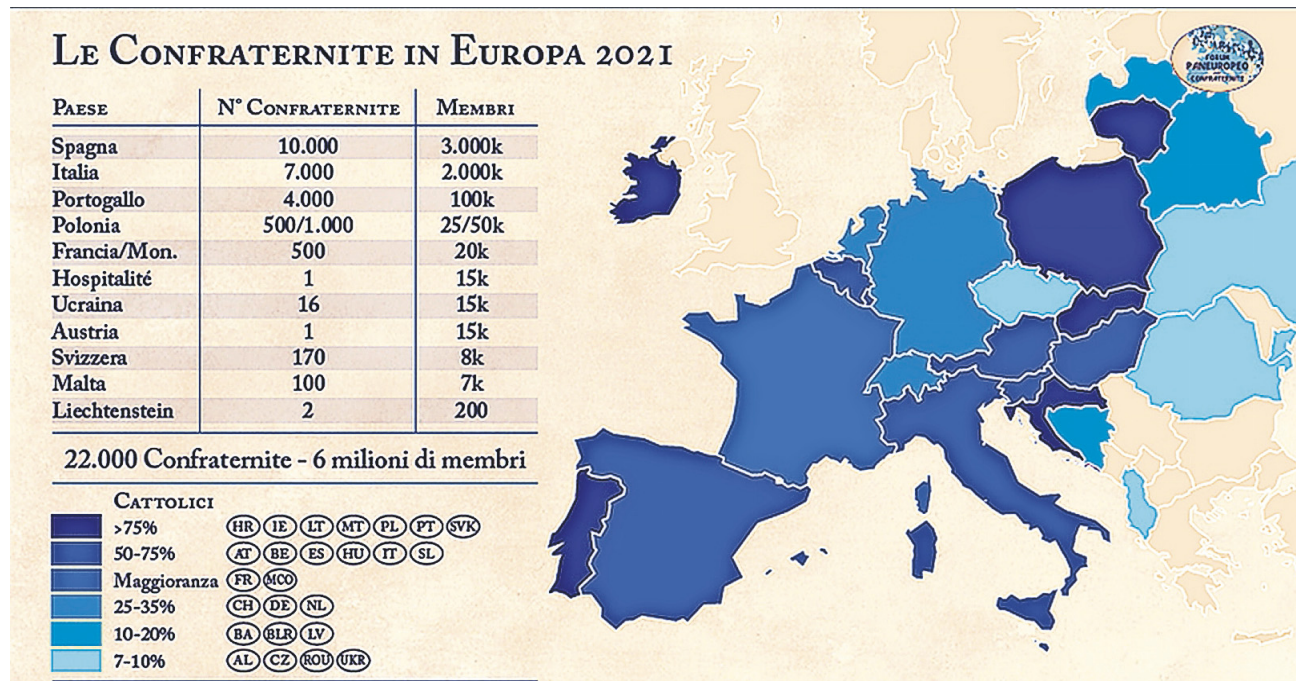 Le Confraternite in Europa 2021
Paese N° Confraternite Membri
Spagna 10.000 3.000k
Italia 7.000 2.000k
Portogallo 4.000 100k
Polonia 500/1.000 25/50k
Francia/Mon. 500 20k
Hospitalité 1 15k
Ucraina 16 15k
Austria 1 15k
Svizzera 170 8k
Malta 100 7k
Liechtenstein 2 200
22.000 Confraternite - 6 milioni di membri
Cattolici
>75% HR IE LT MT PL PT SVK
50-75% AT BE ES HU IT SL
Maggioranza FR MCO
25-35% CH DE NL
10-20% BA BLR LV
7-10% AL CZ ROU UKR
FORUM
PANEUROPEO
CONFRATERNITE